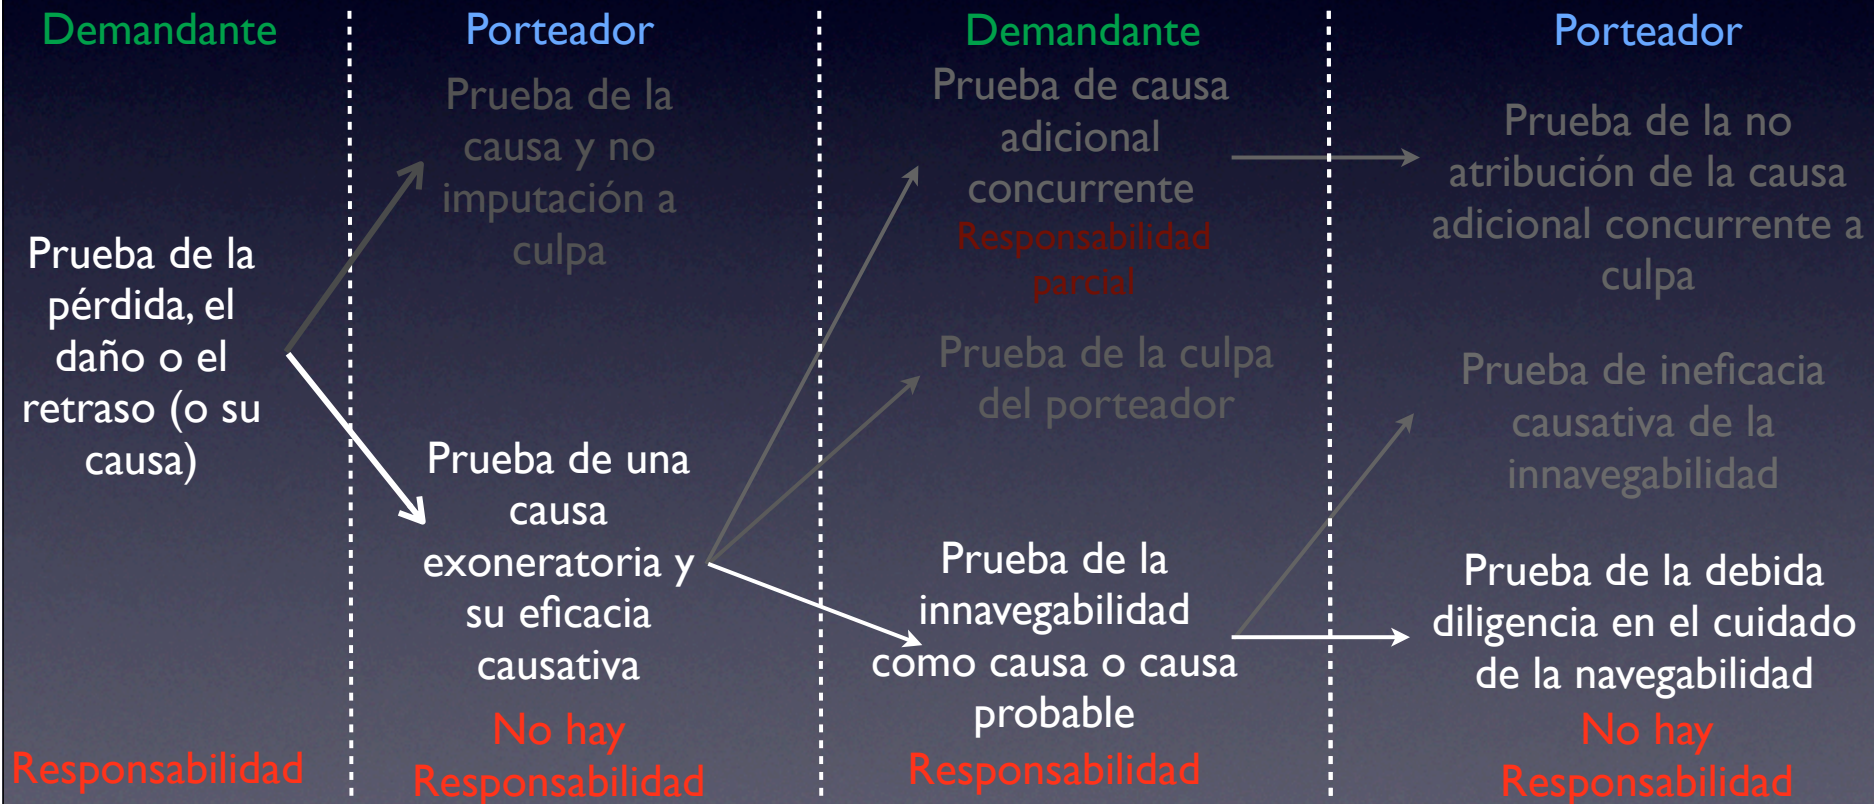 Demandante
Prueba de la
pérdida, el
daño o el
retraso (o su
causa)
Responsabilidad
Porteador
Prueba de la
causa y no
imputación a
culpa
Prueba de una
causa
exoneratoria y
su eficacia
causativa
No hay
Responsabilidad
Demandante
Prueba de causa
adicional
concurrente
Responsabilidad
parcial
Prueba de la culpa
del porteador
Prueba de la
innavegabilidad
como causa o causa
probable
Responsabilidad
Porteador
Prueba de la no
atribución de la causa
adicional concurrente a
culpa
Prueba de ineficacia
causativa de la
innavegabilidad
Prueba de la debida
diligencia en el cuidado
de la navegabilidad
No hay
Responsabilidad